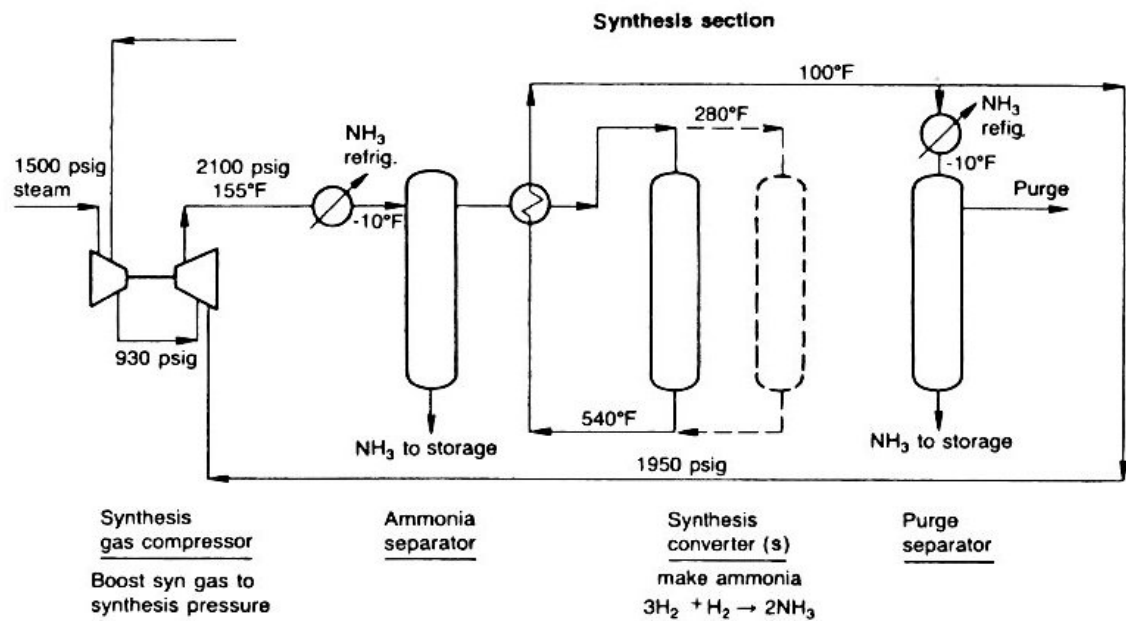 Synthesis section
100°F
NH₃
refig.
280°F
NH₃
refrig.
1500 psig
steam
2100 psig
155°F
-10°F
-10°F
Purge
930 psig
540°F
NH₃ to storage
NH₃ to storage
1950 psig
Synthesis
gas compressor
Boost syn gas to
synthesis pressure
Ammonia
separator
Synthesis
converter (s)
make ammonia
3H₂ + H₂ → 2NH₃
Purge
separator